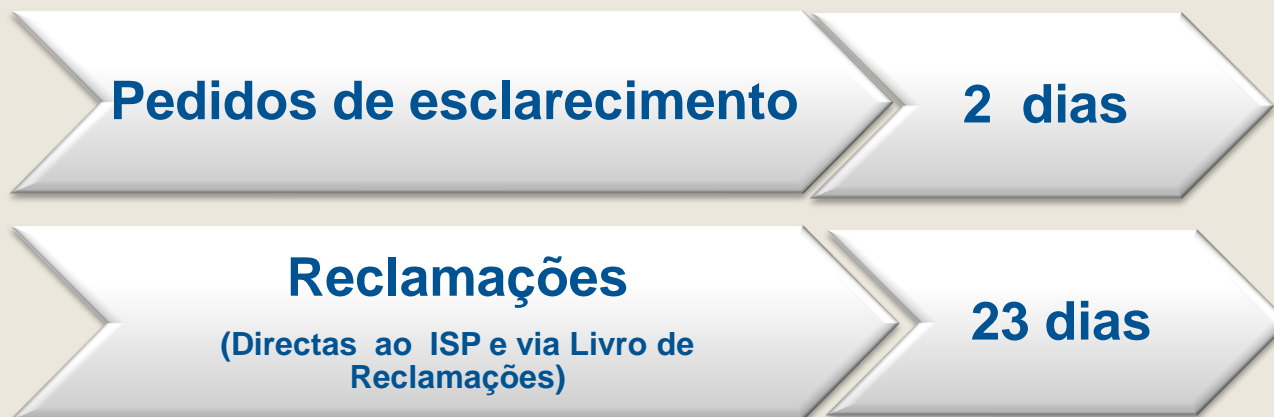 Pedidos de esclarecimento
2 dias
Reclamações
(Directas ao ISP e via Livro de
Reclamações)
23 dias